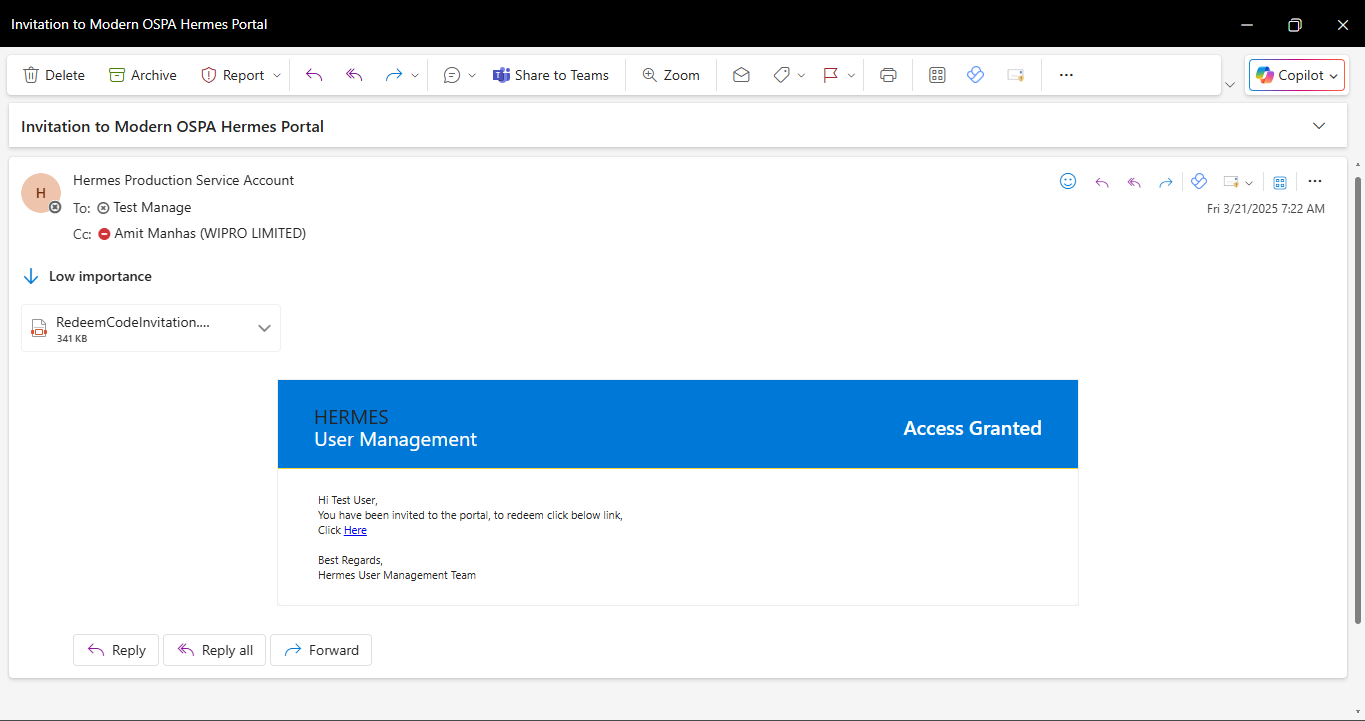 Invitation to Modern OSPA Hermes Portal
Delete Archive Report Share to Teams Zoom Copilot
Invitation to Modern OSPA Hermes Portal
H
Hermes Production Service Account
To: Test Manage
Fri 3/21/2025 7:22 AM
Cc: Amit Manhas (WIPRO LIMITED)
Low importance
RedeemCodeInvitation....
341 KB
HERMES
User Management
Access Granted
Hi Test User,
You have been invited to the portal, to redeem click below link,
Click Here
Best Regards,
Hermes User Management Team
Reply Reply all Forward